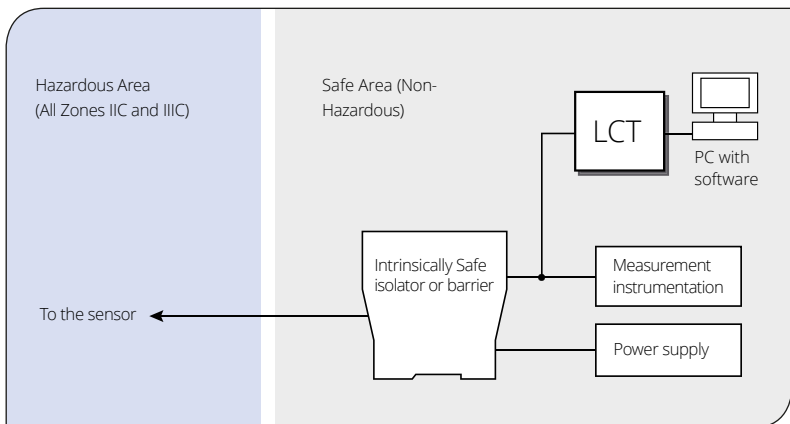 Hazardous Area
(All Zones IIC and IIIC)
Safe Area (Non-
Hazardous)
LCT
PC with
software
Intrinsically Safe
isolator or barrier
Measurement
instrumentation
To the sensor
Power supply